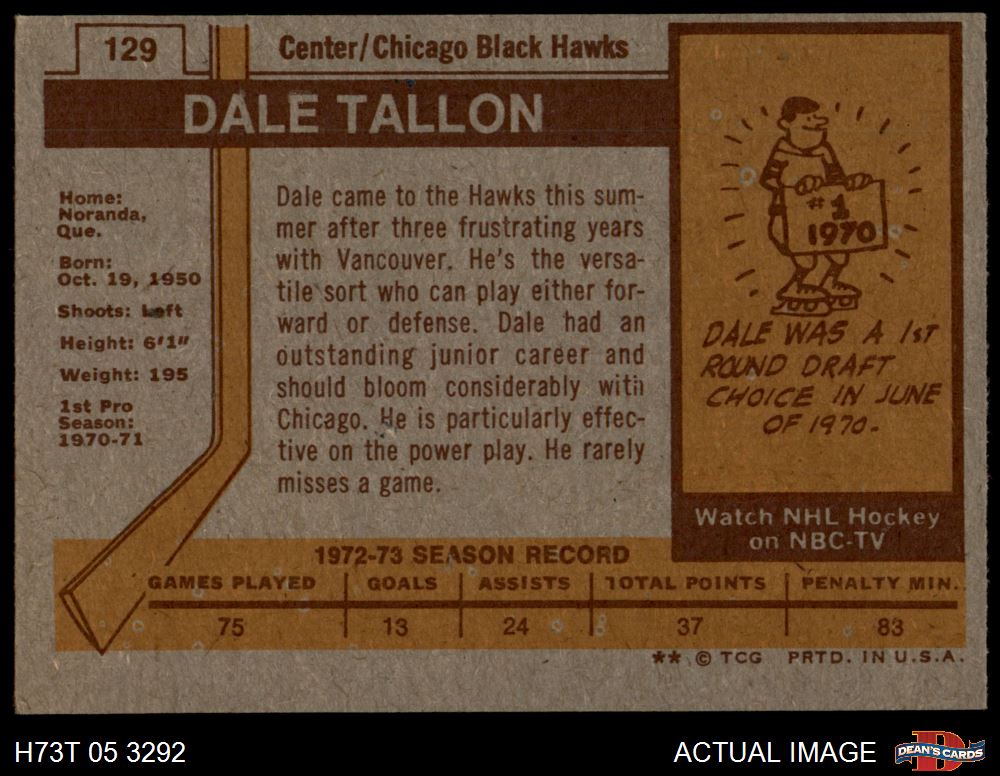 129
Center/Chicago Black Hawks
DALE TALLON
Home:
Noranda,
Que.
Born:
Oct. 19, 1950
Shoots: Left
Height: 6'1"
Weight: 195
1st Pro
Season:
1970-71
Dale came to the Hawks this sum-
mer after three frustrating years
with Vancouver. He's the versa-
tile sort who can play either for-
ward or defense. Dale had an
outstanding junior career and
should bloom considerably with
Chicago. He is particularly effec-
tive on the power play. He rarely
misses a game.
#1
1970
DALE WAS A 1ST
ROUND DRAFT
CHOICE IN JUNE
OF 1970.
Watch NHL Hockey
on NBC-TV
1972-73 SEASON RECORD
GAMES PLAYED GOALS ASSISTS TOTAL POINTS PENALTY MIN.
75 13 24 37 83
** © TCG PRTD. IN U.S.A.
H73T 05 3292
ACTUAL IMAGE
DEAN'S CARDS